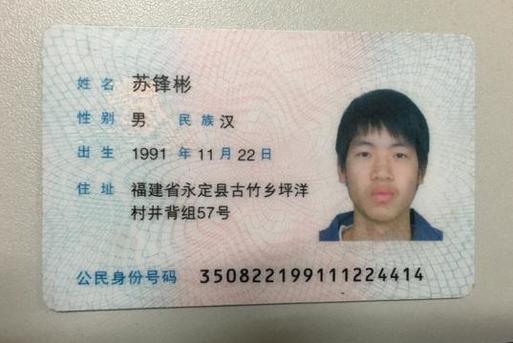 姓名 苏锋彬
性别 男 民族 汉
出生 1991 年 11 月 22 日
住址 福建省永定县古竹乡坪洋
村井背组57号
公民身份号码 350822199111224414